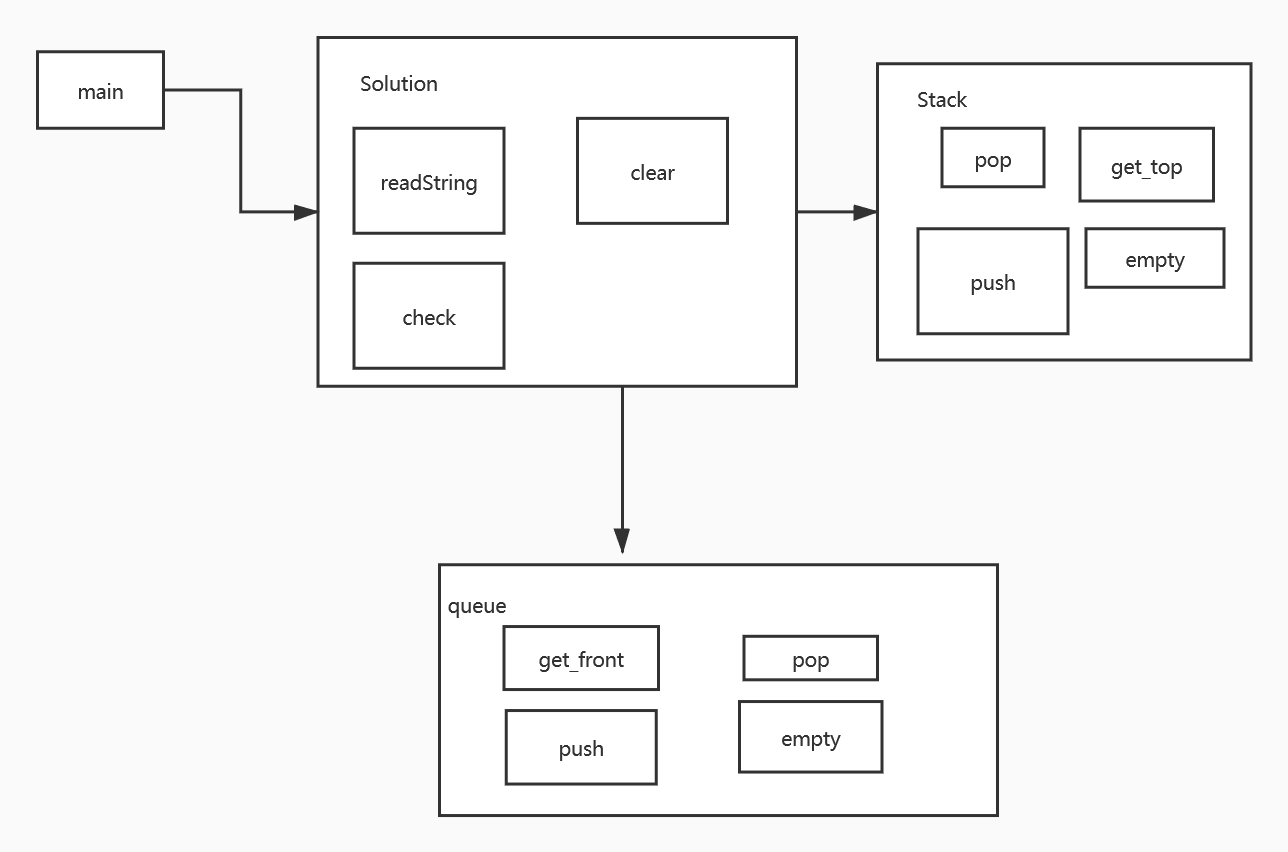 main
Solution
readString
clear
check
Stack
pop
get_top
push
empty
queue
get_front
pop
push
empty